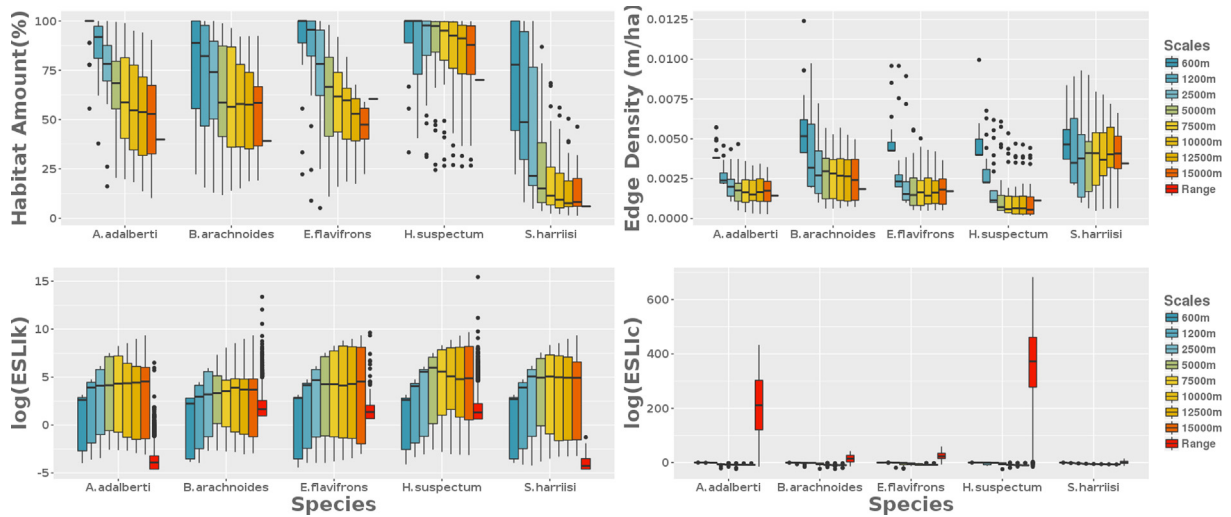 Habitat Amount(%)
100
75
50
25
0
A.adalberti B.arachnoides E.flavifrons H.suspectum S.harriisi
Edge Density (m/ha)
0.0125
0.0100
0.0075
0.0050
0.0025
0.0000
A.adalberti B.arachnoides E.flavifrons H.suspectum S.harriisi
Scales
600m
1200m
2500m
5000m
7500m
10000m
12500m
15000m
Range
log(ESLIk)
15
10
5
0
-5
A.adalberti B.arachnoides E.flavifrons H.suspectum S.harriisi
Species
log(ESLIc)
600
400
200
0
A.adalberti B.arachnoides E.flavifrons H.suspectum S.harriisi
Species
Scales
600m
1200m
2500m
5000m
7500m
10000m
12500m
15000m
Range